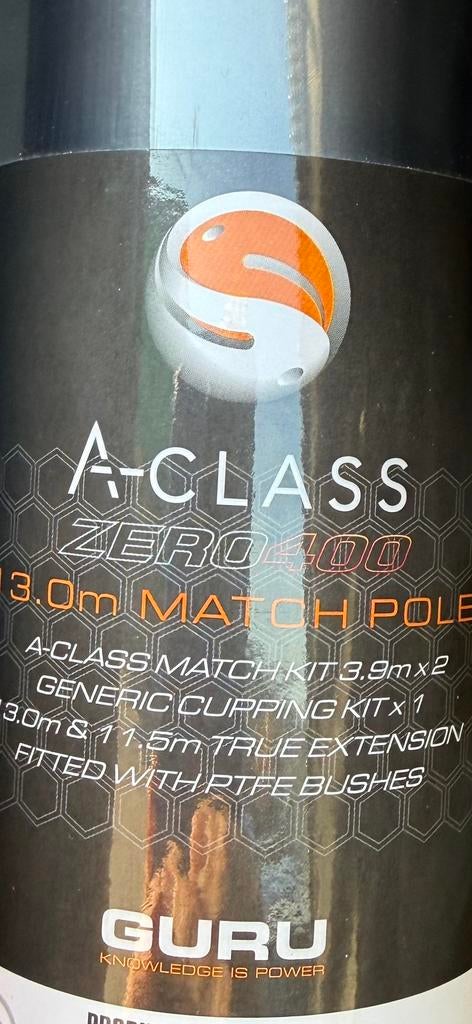 A-CLASS
ZERO400
13.0m MATCH POLE
A-CLASS MATCH KIT 3.9m x 2
GENERIC CUPPING KIT x 1
13.0m & 11.5m TRUE EXTENSION
FITTED WITH PTFE BUSHES
GURU
KNOWLEDGE IS POWER